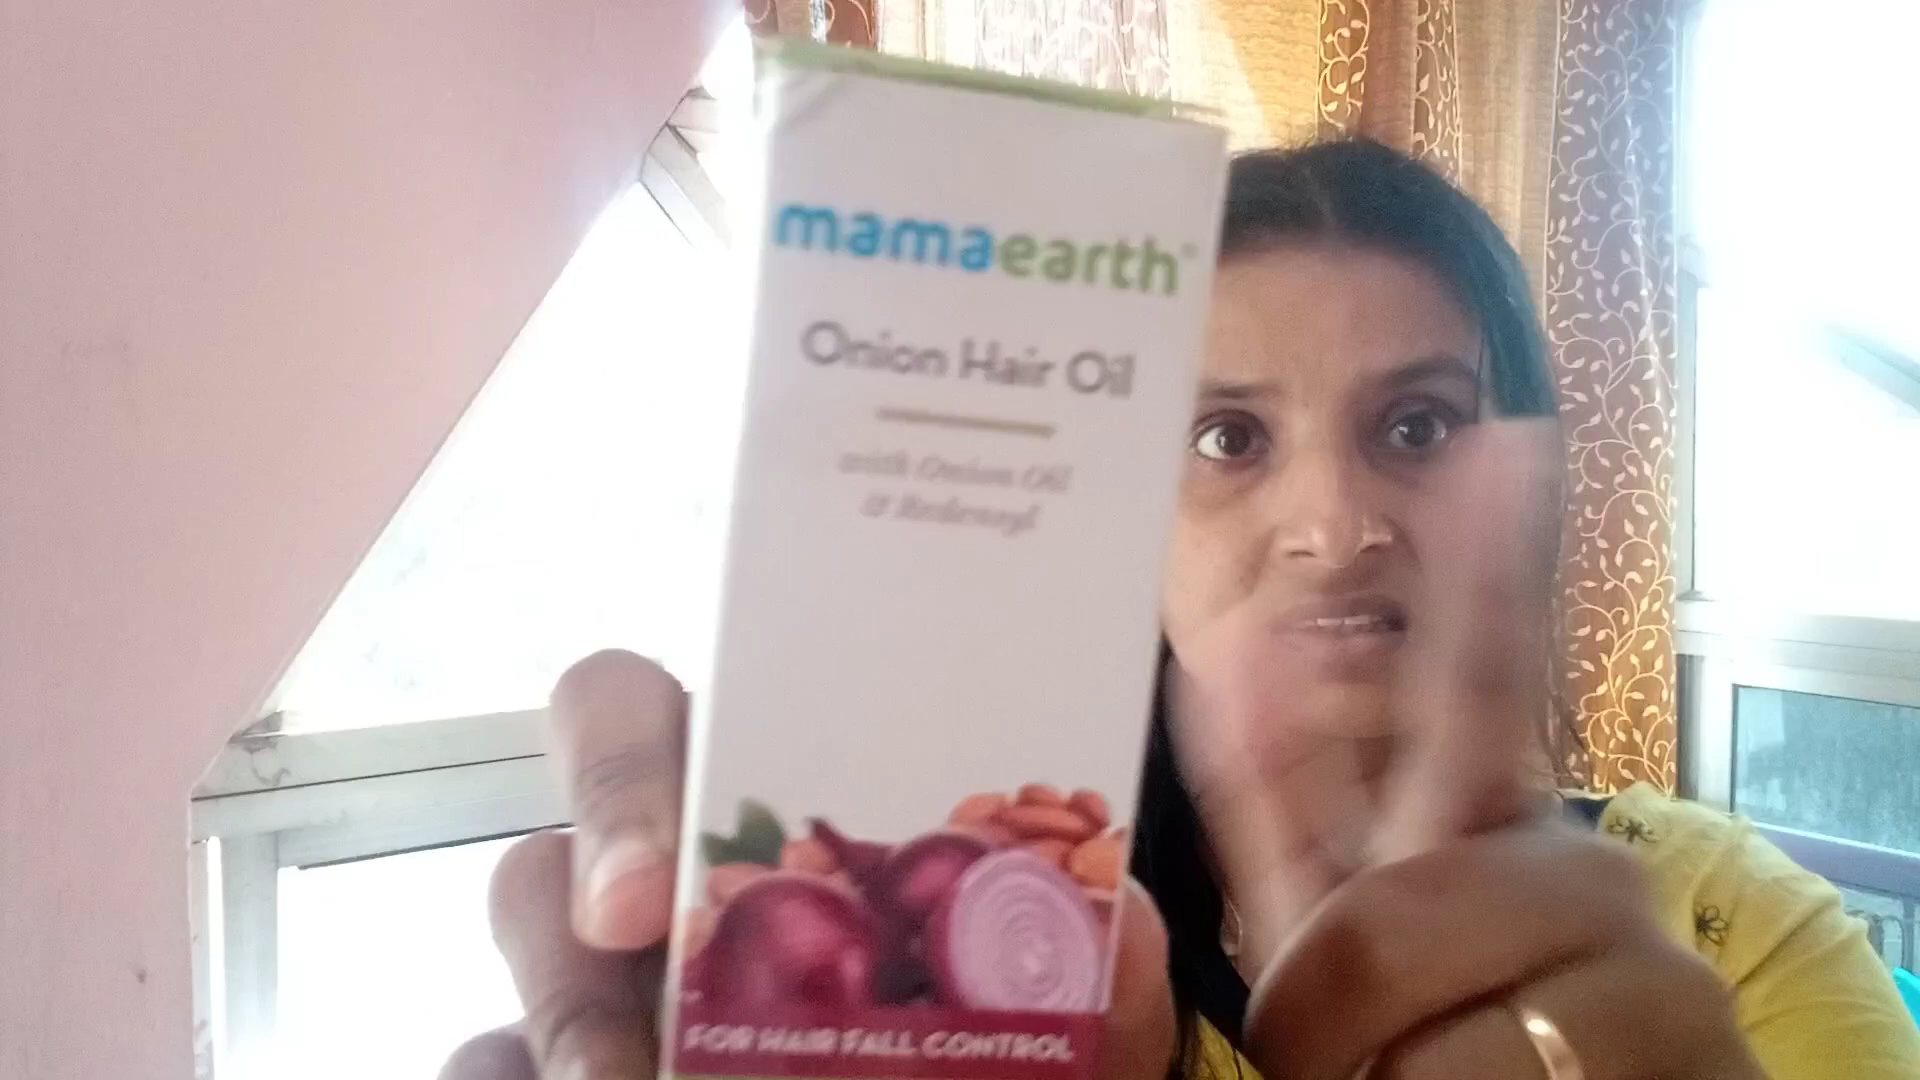 mamaearth
Onion Hair Oil
with Onion Oil
& Redensyl
FOR HAIR FALL CONTROL